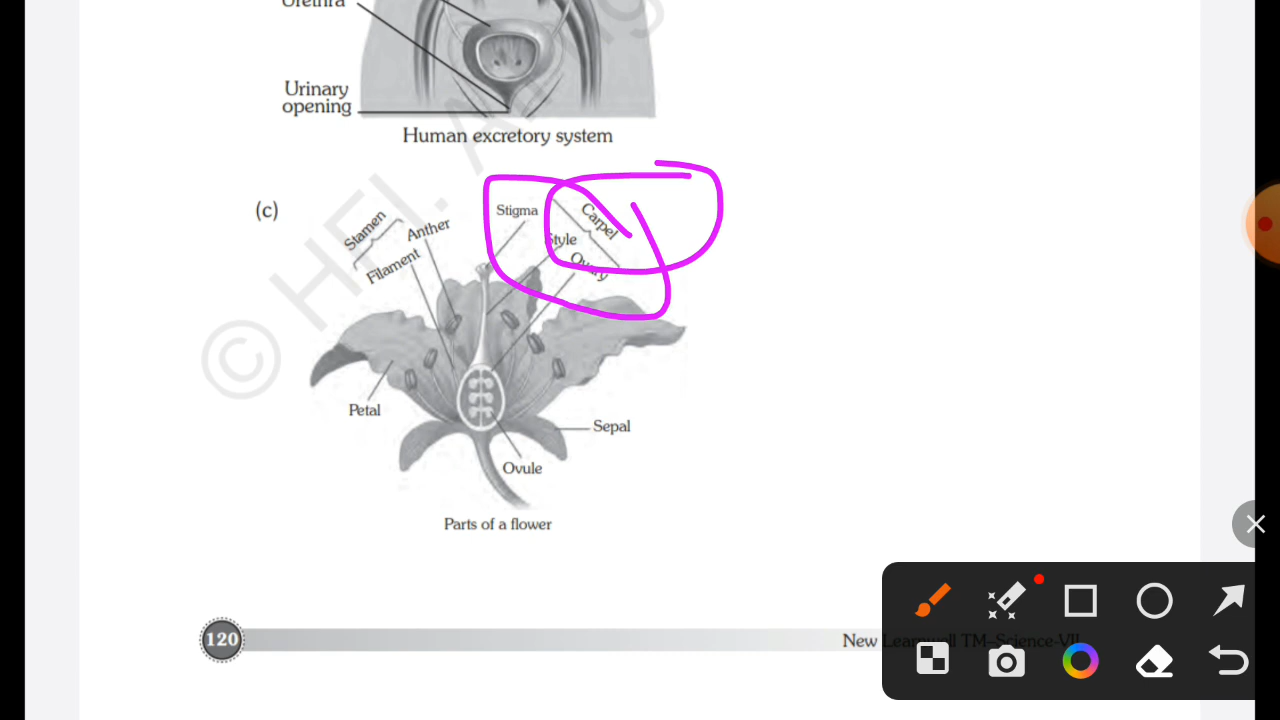 Urethra
Urinary
opening
Human excretory system
(c)
Stamen
Anther
Filament
Stigma
Style
Carpel
Ovary
Petal
Sepal
Ovule
Parts of a flower
120
New Learnwell TM–Science-VII